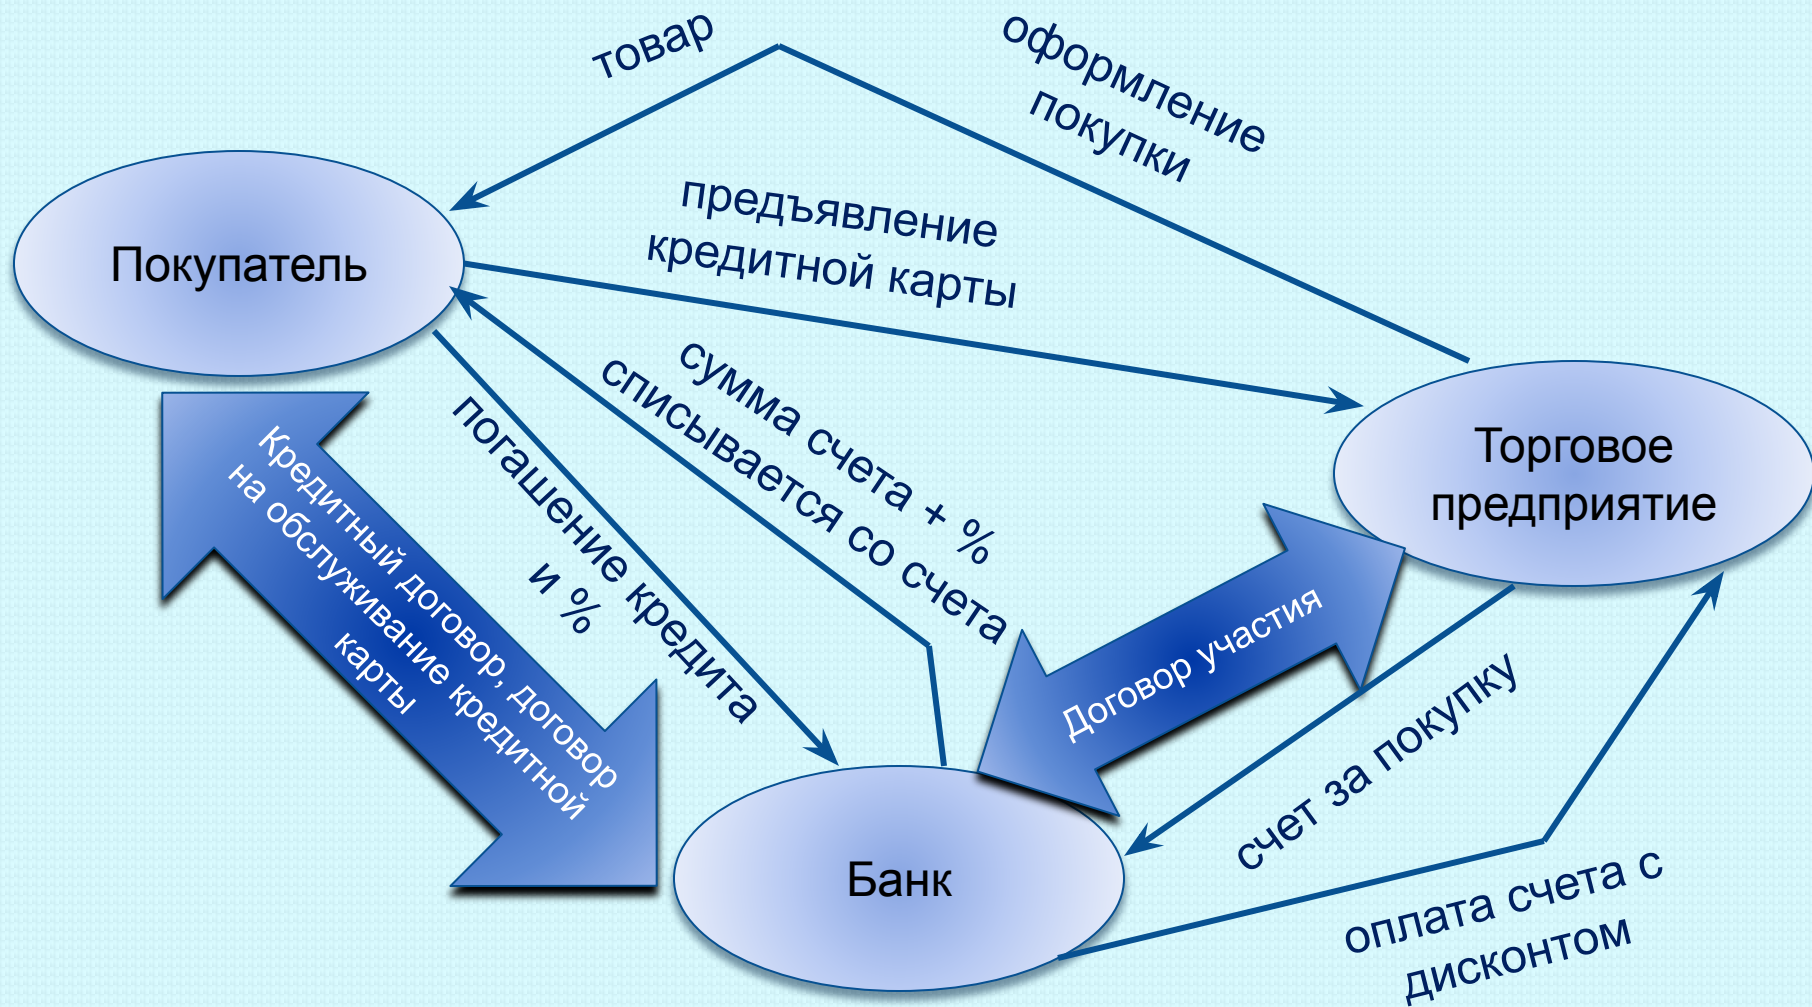 товар
оформление
покупки
предъявление
кредитной карты
Покупатель
сумма счета + %
списывается со счета
погашение кредита
и %
Торговое
предприятие
Кредитный договор, договор
на обслуживание кредитной
карты
Договор участия
счет за покупку
Банк
оплата счета с
дисконтом